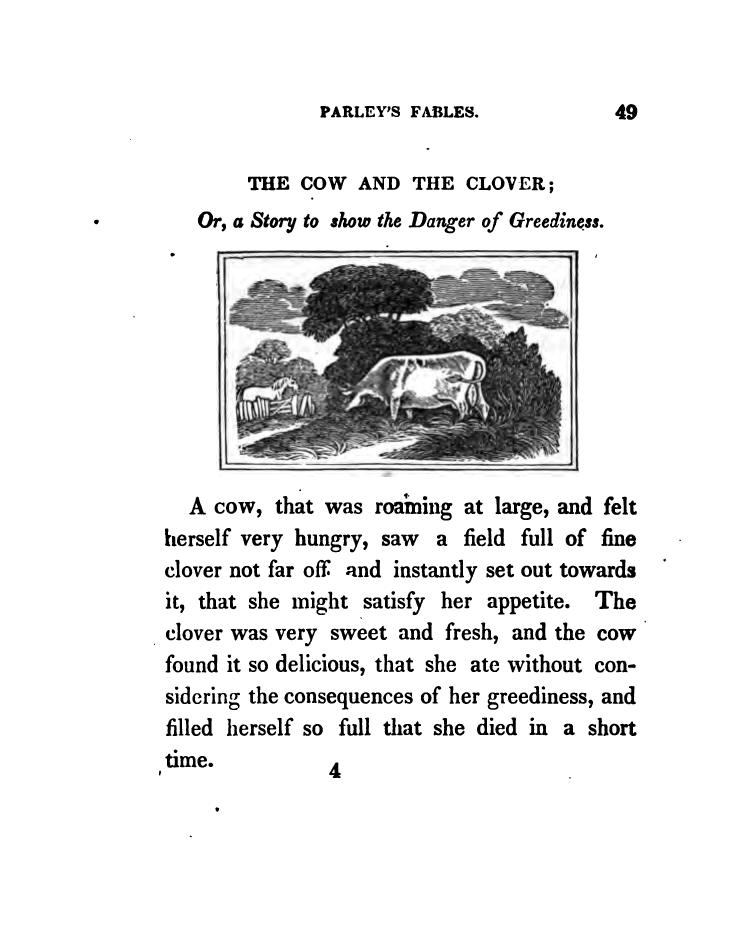 PARLEY'S FABLES. 49
THE COW AND THE CLOVER;
Or, a Story to show the Danger of Greediness.
A cow, that was roaming at large, and felt
herself very hungry, saw a field full of fine
clover not far off. and instantly set out towards
it, that she might satisfy her appetite. The
clover was very sweet and fresh, and the cow
found it so delicious, that she ate without con-
sidering the consequences of her greediness, and
filled herself so full that she died in a short
time.
4